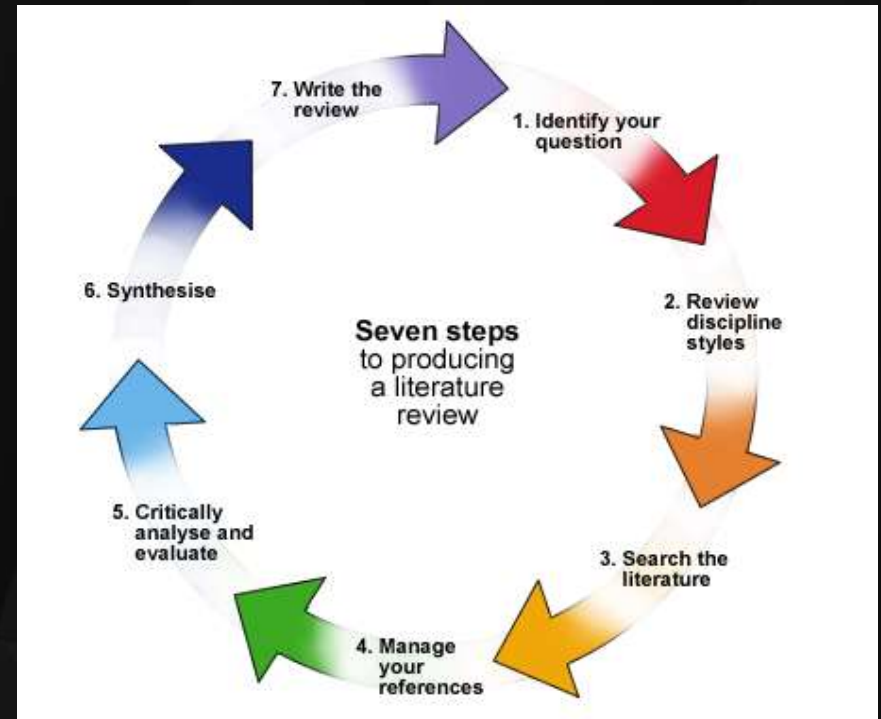 Seven steps
to producing
a literature
review
1. Identify your
question
2. Review
discipline
styles
3. Search the
literature
4. Manage
your
references
5. Critically
analyse and
evaluate
6. Synthesise
7. Write the
review